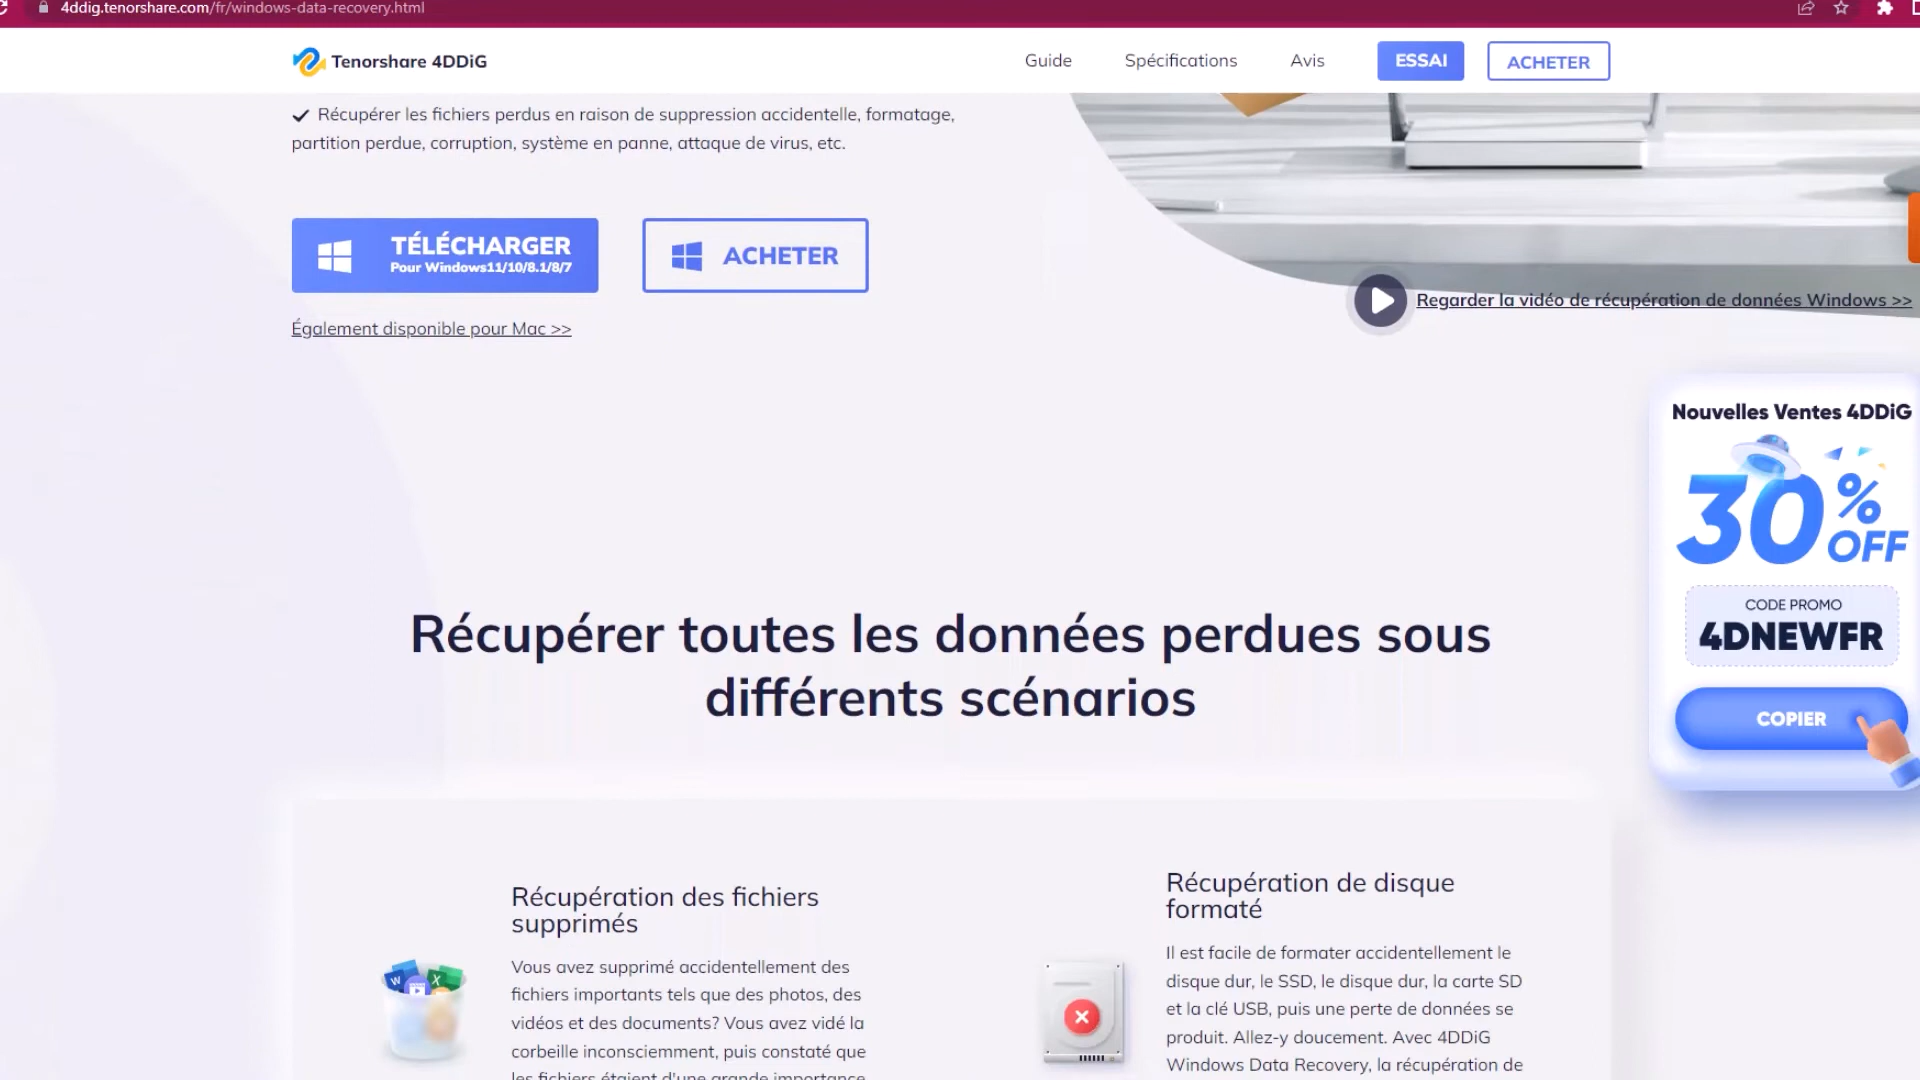 4ddig.tenorshare.com/fr/windows-data-recovery.html
Tenorshare 4DDiG
Guide
Spécifications
Avis
ESSAI
ACHETER
Récupérer les fichiers perdus en raison de suppression accidentelle, formatage,
partition perdue, corruption, système en panne, attaque de virus, etc.
TÉLÉCHARGER
Pour Windows11/10/8.1/8/7
ACHETER
Également disponible pour Mac >>
Regarder la vidéo de récupération de données Windows >>
Nouvelles Ventes 4DDiG
30%
OFF
CODE PROMO
4DNEWFR
COPIER
Récupérer toutes les données perdues sous
différents scénarios
Récupération des fichiers
supprimés
Vous avez supprimé accidentellement des
fichiers importants tels que des photos, des
vidéos et des documents? Vous avez vidé la
corbeille inconsciemment, puis constaté que
les fichiers étaient d'une grande importance
W
X
Récupération de disque
formaté
Il est facile de formater accidentellement le
disque dur, le SSD, le disque dur, la carte SD
et la clé USB, puis une perte de données se
produit. Allez-y doucement. Avec 4DDiG
Windows Data Recovery, la récupération de